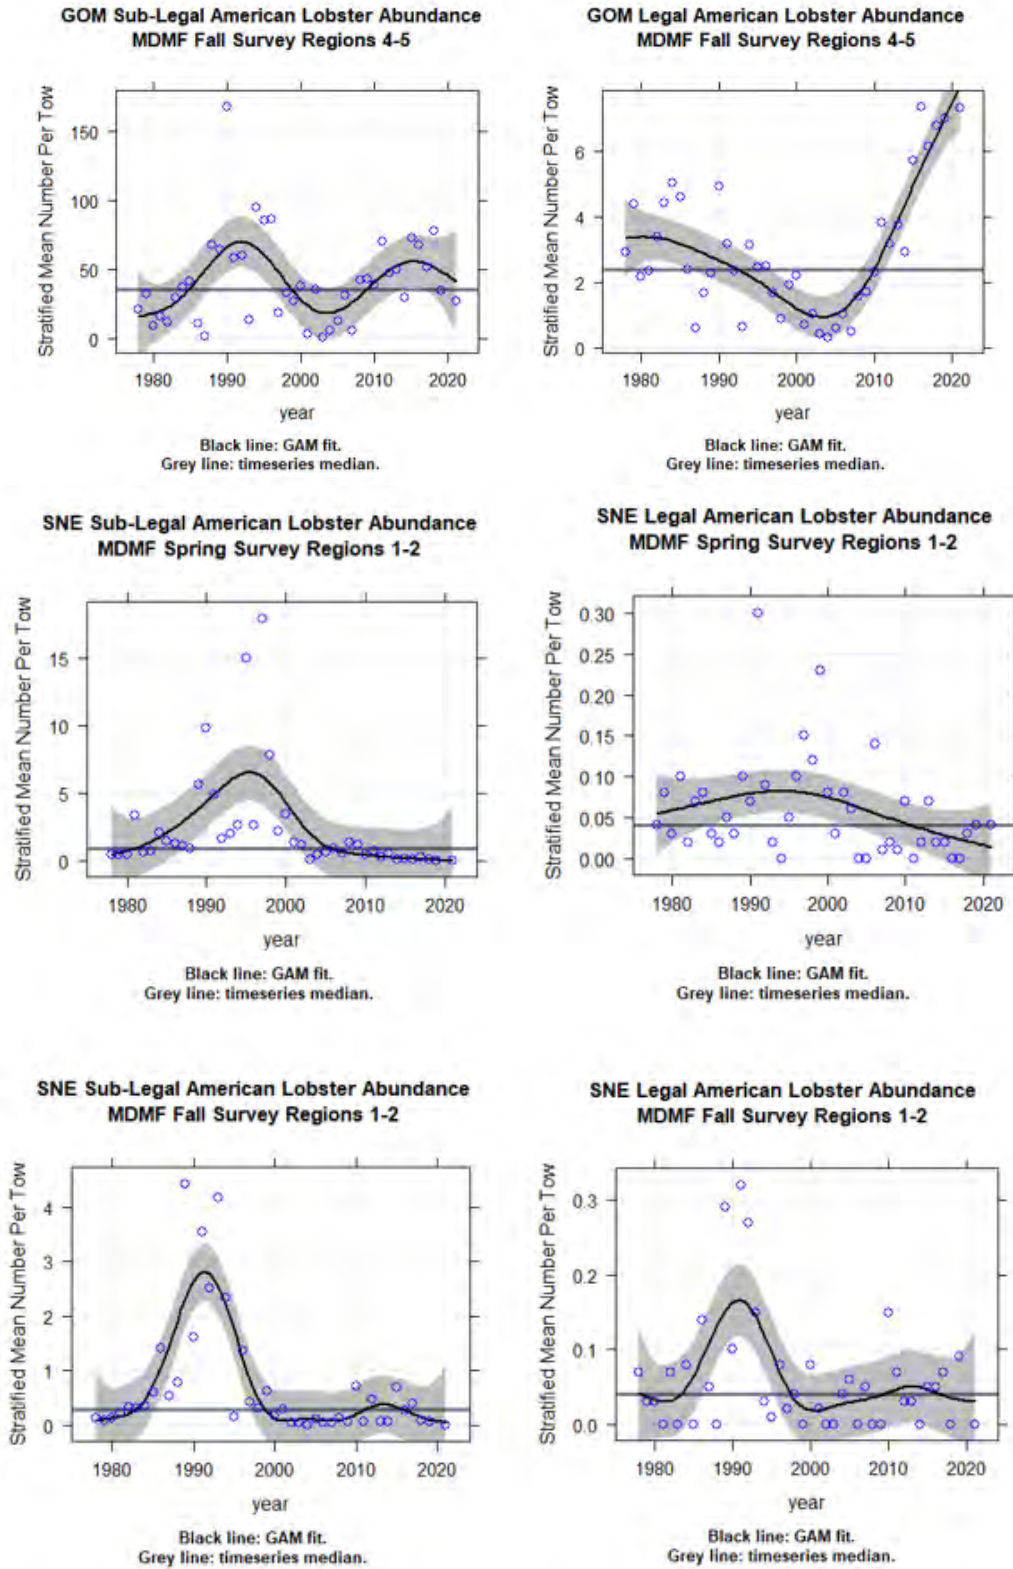 GOM Sub-Legal American Lobster Abundance
MDMF Fall Survey Regions 4-5
Stratified Mean Number Per Tow
150
100
50
0
1980 1990 2000 2010 2020
year
Black line: GAM fit.
Grey line: timeseries median.
GOM Legal American Lobster Abundance
MDMF Fall Survey Regions 4-5
Stratified Mean Number Per Tow
6
4
2
0
1980 1990 2000 2010 2020
year
Black line: GAM fit.
Grey line: timeseries median.
SNE Sub-Legal American Lobster Abundance
MDMF Spring Survey Regions 1-2
Stratified Mean Number Per Tow
15
10
5
0
1980 1990 2000 2010 2020
year
Black line: GAM fit.
Grey line: timeseries median.
SNE Legal American Lobster Abundance
MDMF Spring Survey Regions 1-2
Stratified Mean Number Per Tow
0.30
0.25
0.20
0.15
0.10
0.05
0.00
1980 1990 2000 2010 2020
year
Black line: GAM fit.
Grey line: timeseries median.
SNE Sub-Legal American Lobster Abundance
MDMF Fall Survey Regions 1-2
Stratified Mean Number Per Tow
4
3
2
1
0
1980 1990 2000 2010 2020
year
Black line: GAM fit.
Grey line: timeseries median.
SNE Legal American Lobster Abundance
MDMF Fall Survey Regions 1-2
Stratified Mean Number Per Tow
0.3
0.2
0.1
0.0
1980 1990 2000 2010 2020
year
Black line: GAM fit.
Grey line: timeseries median.